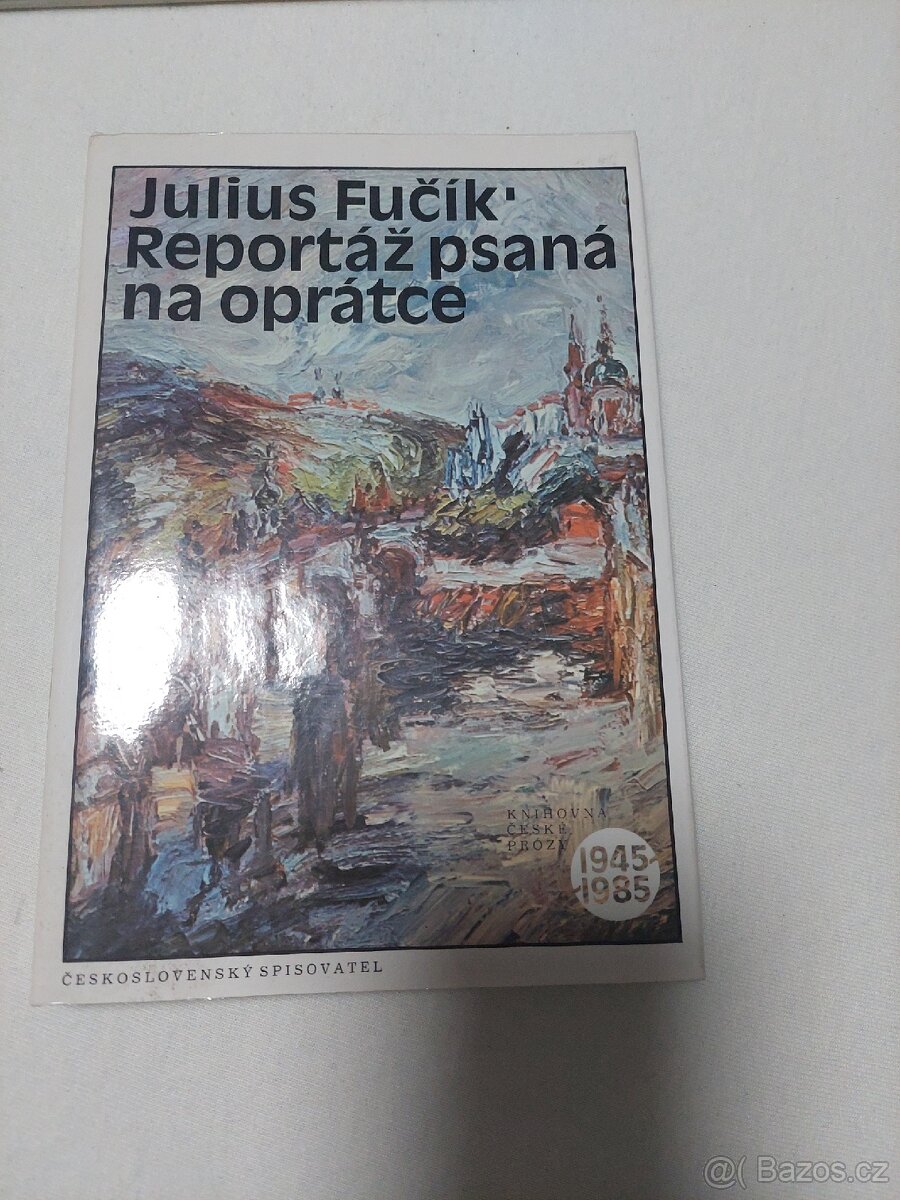 Julius Fučík
Reportáž psaná
na oprátce
KNIHOVNA
ČESKÉ
PRÓZY
1945-
-1985
ČESKOSLOVENSKÝ SPISOVATEL
@( Bazos.cz